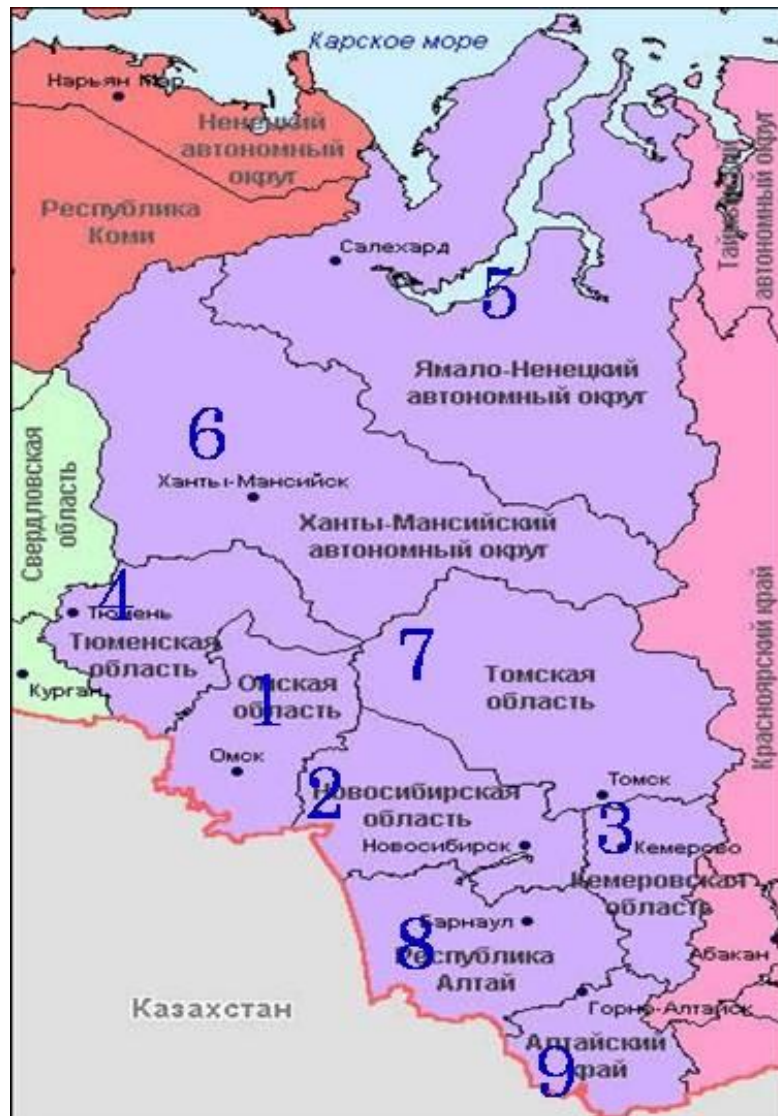 Карское море
Нарьян Мар
Ненецкий
автономный
округ
Республика
Коми
Таймырский
автономный округ
Салехард
5
Ямало-Ненецкий
автономный округ
6
Свердловская
область
Ханты-Мансийск
Ханты-Мансийский
автономный округ
4
Тюмень
Тюменская
область
7
Томская
область
Красноярский край
Курган
1
Омская
область
Омск
2
Новосибирская
область
Новосибирск
Томск
3
Кемерово
Кемеровская
область
Барнаул
8
Республика
Алтай
Абакан
Казахстан
Горно-Алтайск
Алтайский
край
9